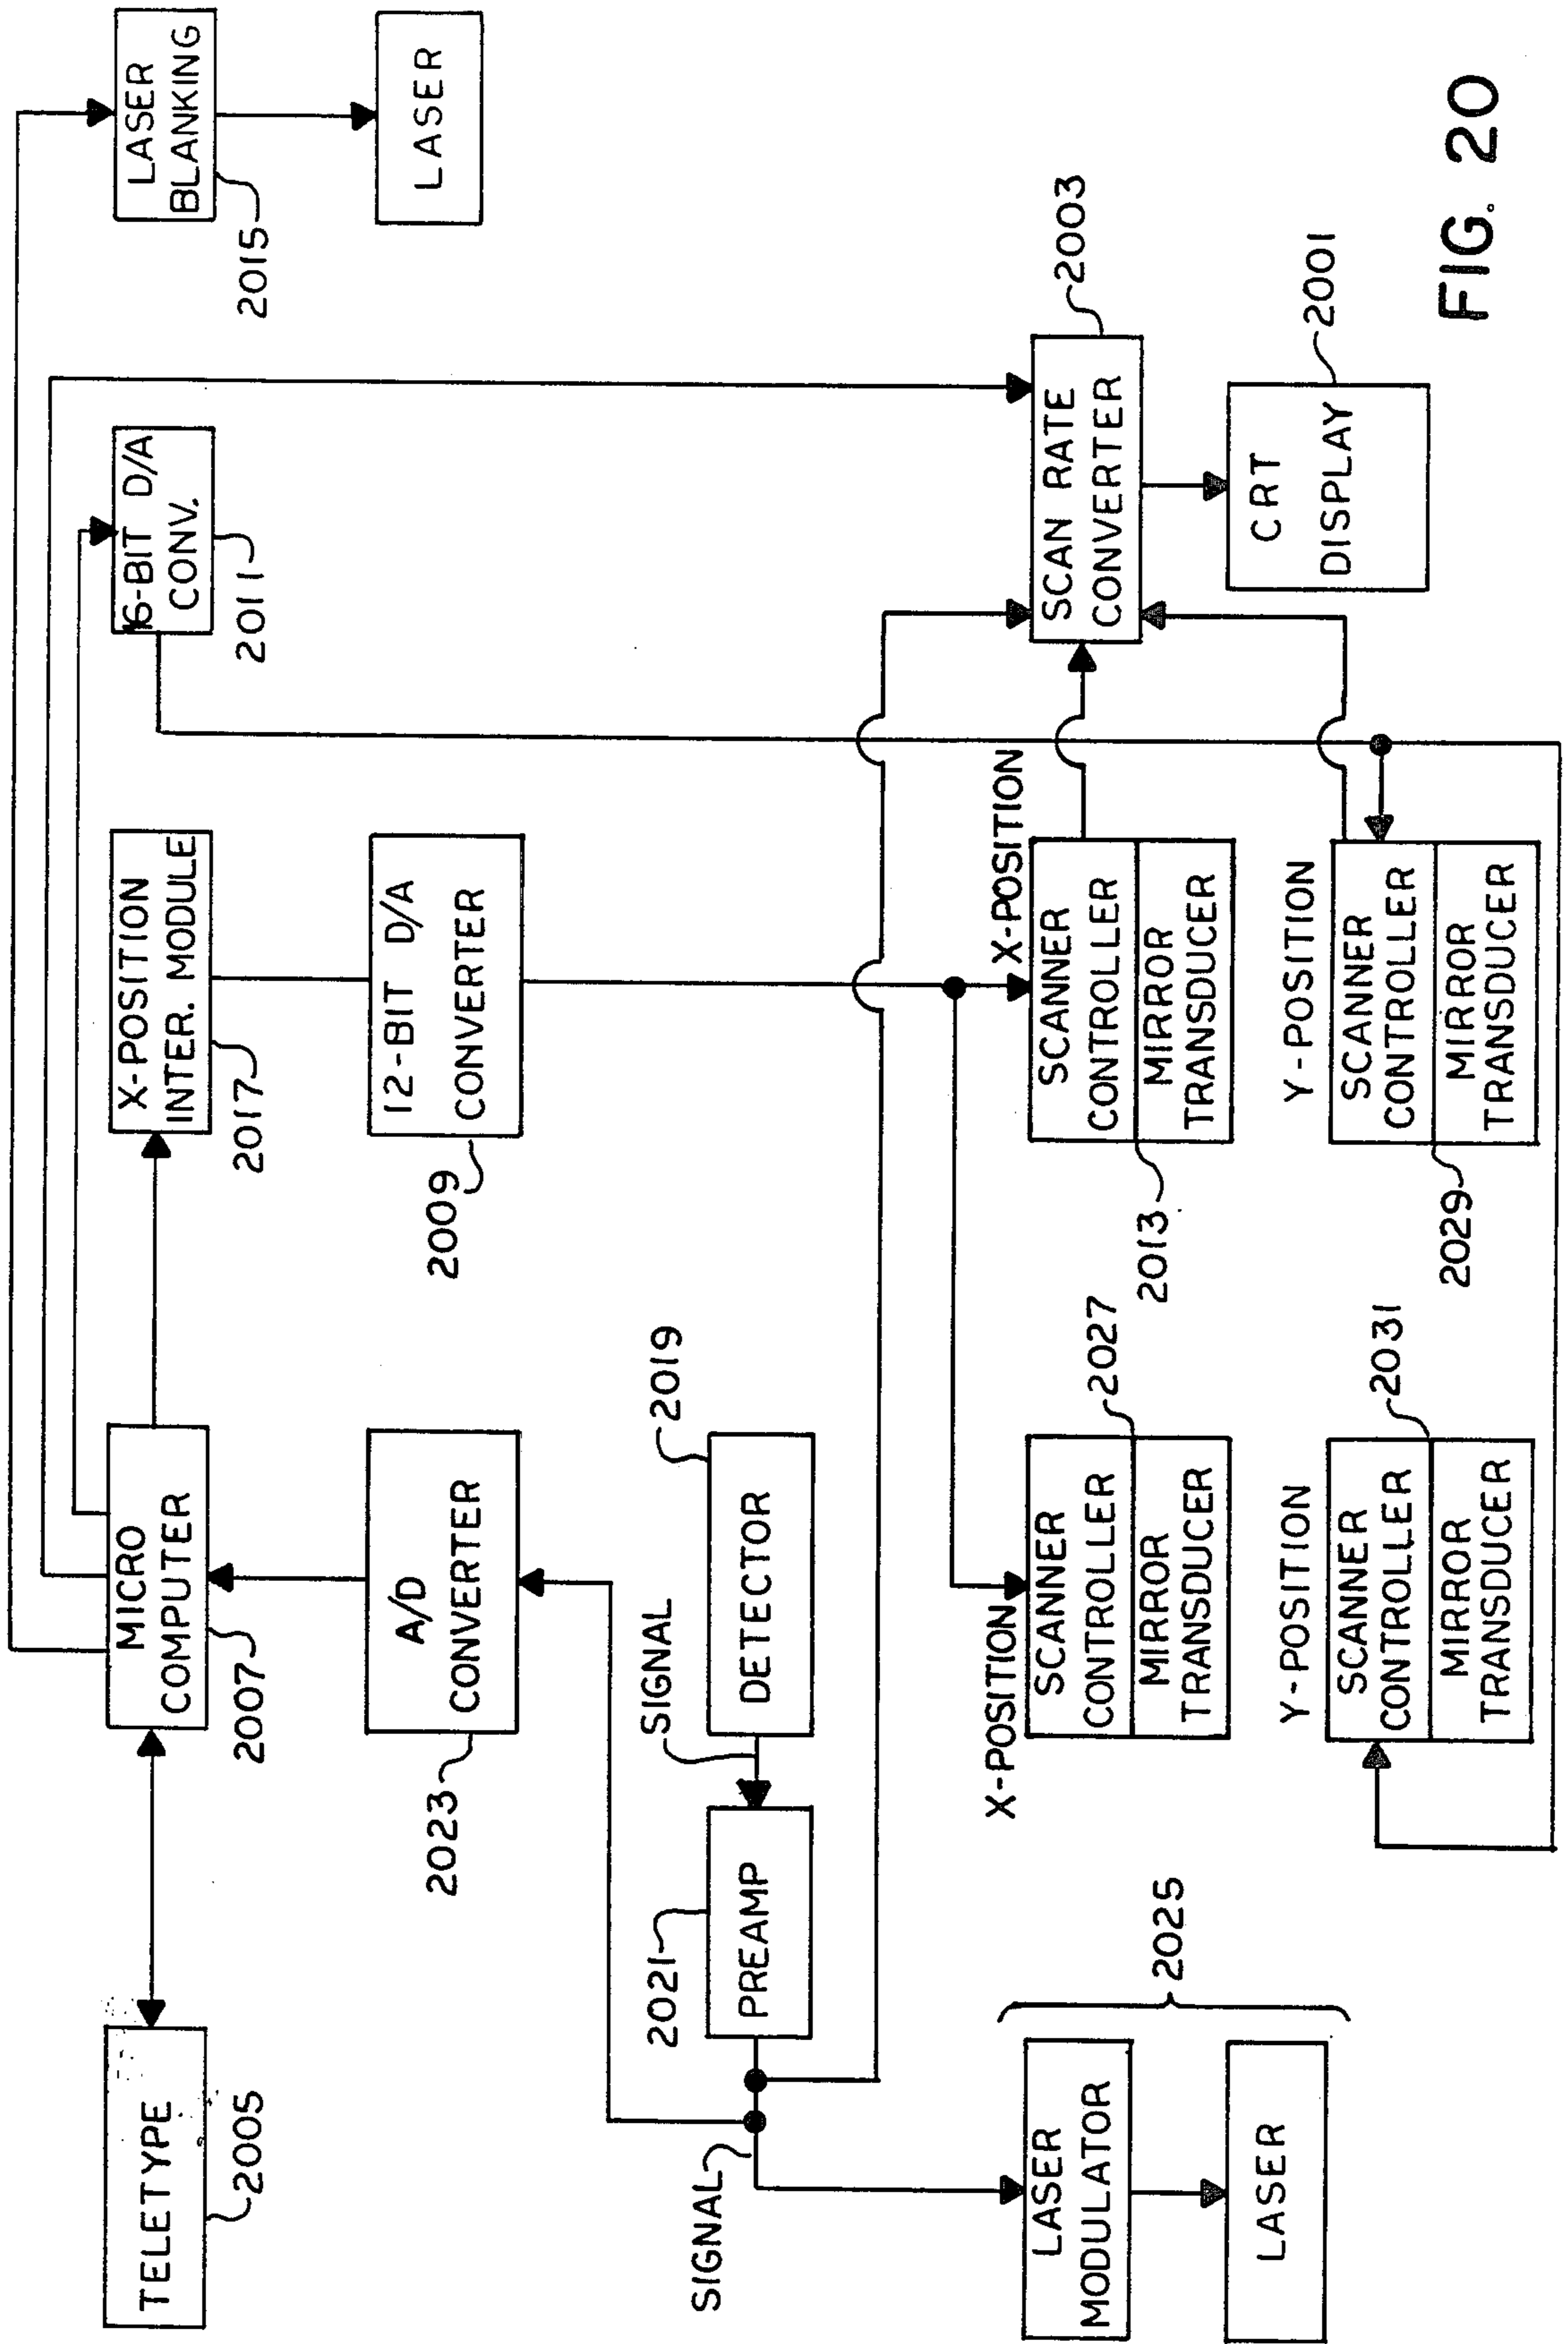 TELETYPE
2005
MICRO
COMPUTER
2007
X-POSITION
INTER. MODULE
2017
16-BIT D/A
CONV.
2011
LASER
BLANKING
2015
LASER
A/D
CONVERTER
2023
12-BIT D/A
CONVERTER
2009
SIGNAL
PREAMP
2021
SIGNAL
DETECTOR
2019
LASER
MODULATOR
LASER
2025
X-POSITION
SCANNER
CONTROLLER
MIRROR
TRANSDUCER
2027
X-POSITION
SCANNER
CONTROLLER
MIRROR
TRANSDUCER
2013
SCAN RATE
CONVERTER
2003
CRT
DISPLAY
2001
Y-POSITION
SCANNER
CONTROLLER
MIRROR
TRANSDUCER
2031
Y-POSITION
SCANNER
CONTROLLER
MIRROR
TRANSDUCER
2029
FIG. 20